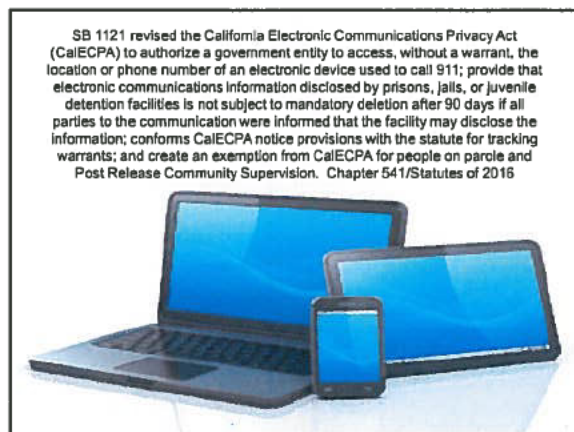 SB 1121 revised the California Electronic Communications Privacy Act
(CalECPA) to authorize a government entity to access, without a warrant, the
location or phone number of an electronic device used to call 911; provide that
electronic communications information disclosed by prisons, jails, or juvenile
detention facilities is not subject to mandatory deletion after 90 days if all
parties to the communication were informed that the facility may disclose the
information; conforms CalECPA notice provisions with the statute for tracking
warrants; and create an exemption from CalECPA for people on parole and
Post Release Community Supervision. Chapter 541/Statutes of 2016